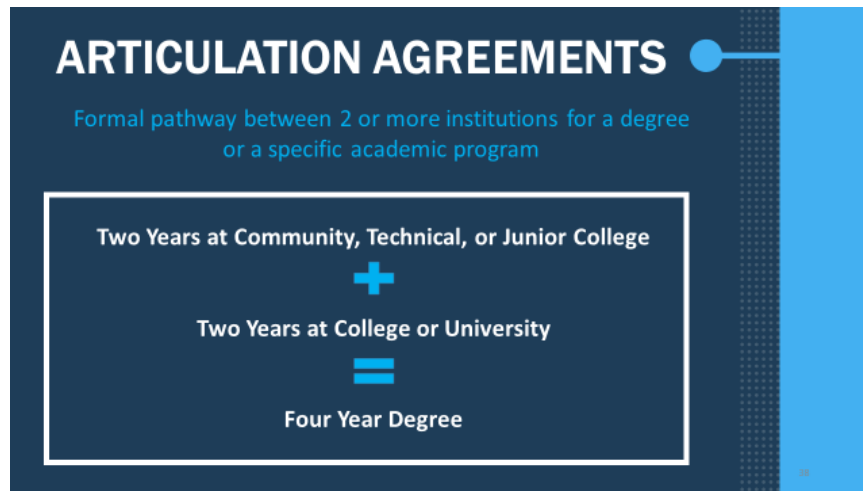 ARTICULATION AGREEMENTS
Formal pathway between 2 or more institutions for a degree
or a specific academic program
Two Years at Community, Technical, or Junior College
+
Two Years at College or University
=
Four Year Degree